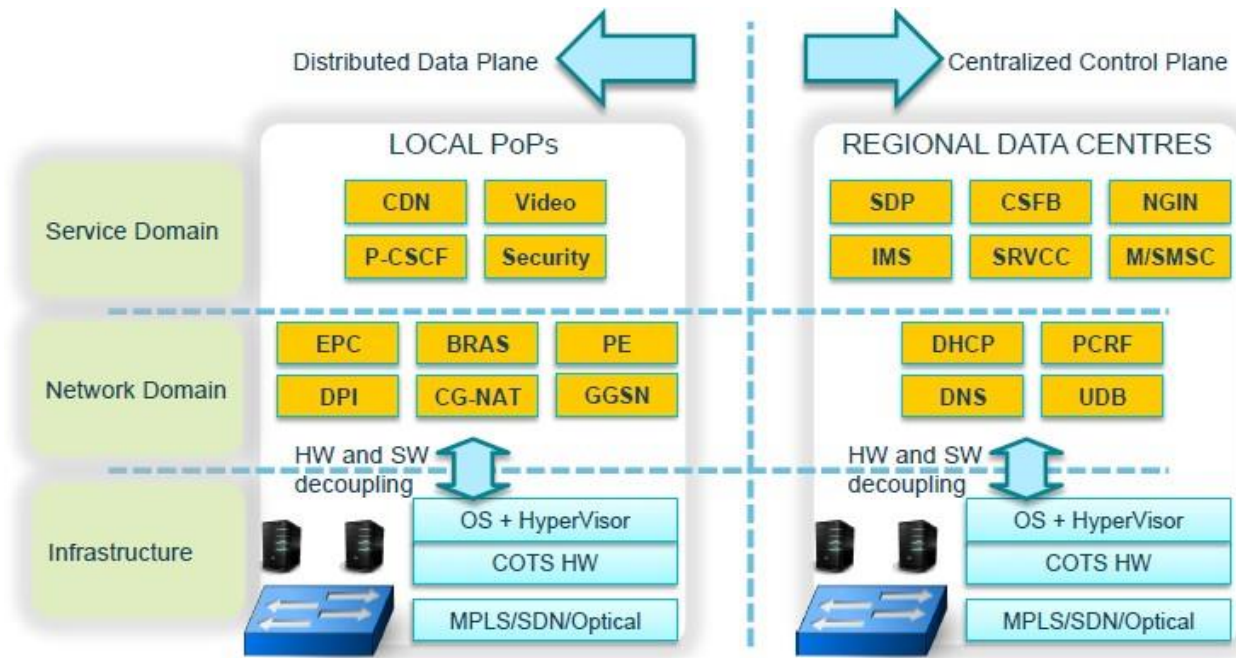 Distributed Data Plane
Centralized Control Plane
LOCAL PoPs
REGIONAL DATA CENTRES
Service Domain
CDN
Video
P-CSCF
Security
SDP
CSFB
NGIN
IMS
SRVCC
M/SMSC
Network Domain
EPC
BRAS
PE
DPI
CG-NAT
GGSN
DHCP
PCRF
DNS
UDB
HW and SW
decoupling
HW and SW
decoupling
Infrastructure
OS + HyperVisor
COTS HW
MPLS/SDN/Optical
OS + HyperVisor
COTS HW
MPLS/SDN/Optical